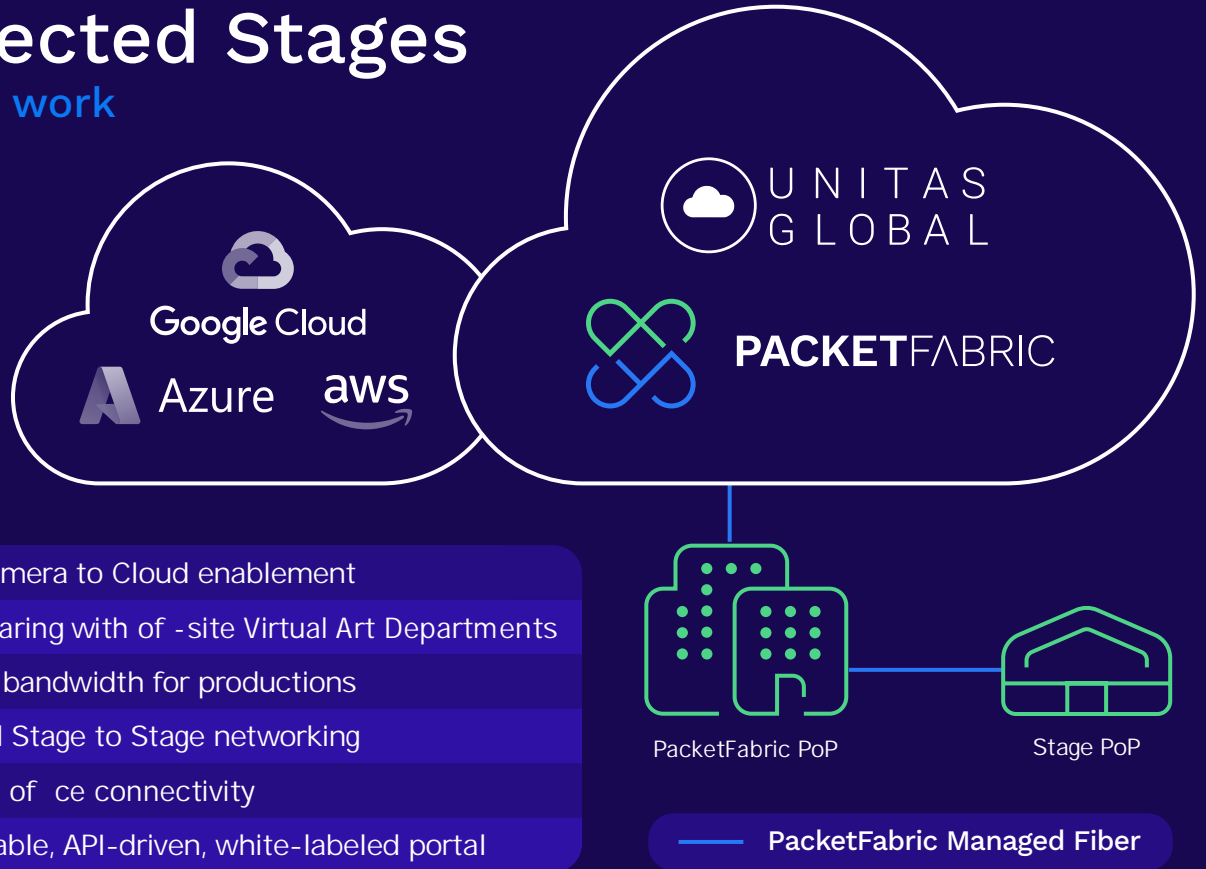 ected Stages
work
UNITAS
GLOBAL
Google Cloud
PACKETFABRIC
Azure
aws
mera to Cloud enablement
aring with of -site Virtual Art Departments
bandwidth for productions
l Stage to Stage networking
of ce connectivity
able, API-driven, white-labeled portal
PacketFabric PoP
Stage PoP
PacketFabric Managed Fiber